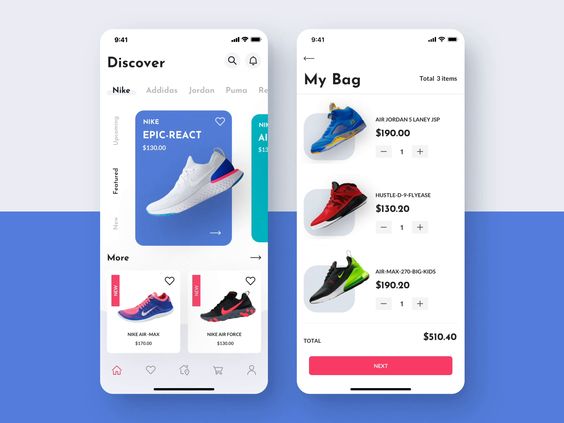 9:41
Discover
Nike Addidas Jordan Puma Re
Upcoming
Featured
New
NIKE
EPIC-REACT
$130.00
NIK
AI
$13
More
NEW
NIKE AIR-MAX
$170.00
NEW
NIKE AIR FORCE
$130.00
9:41
My Bag
Total 3 items
AIR JORDAN 5 LANEY JSP
$190.00
1
HUSTLE-D-9-FLYEASE
$130.20
1
AIR-MAX-270-BIG-KIDS
$190.20
1
TOTAL
$510.40
NEXT